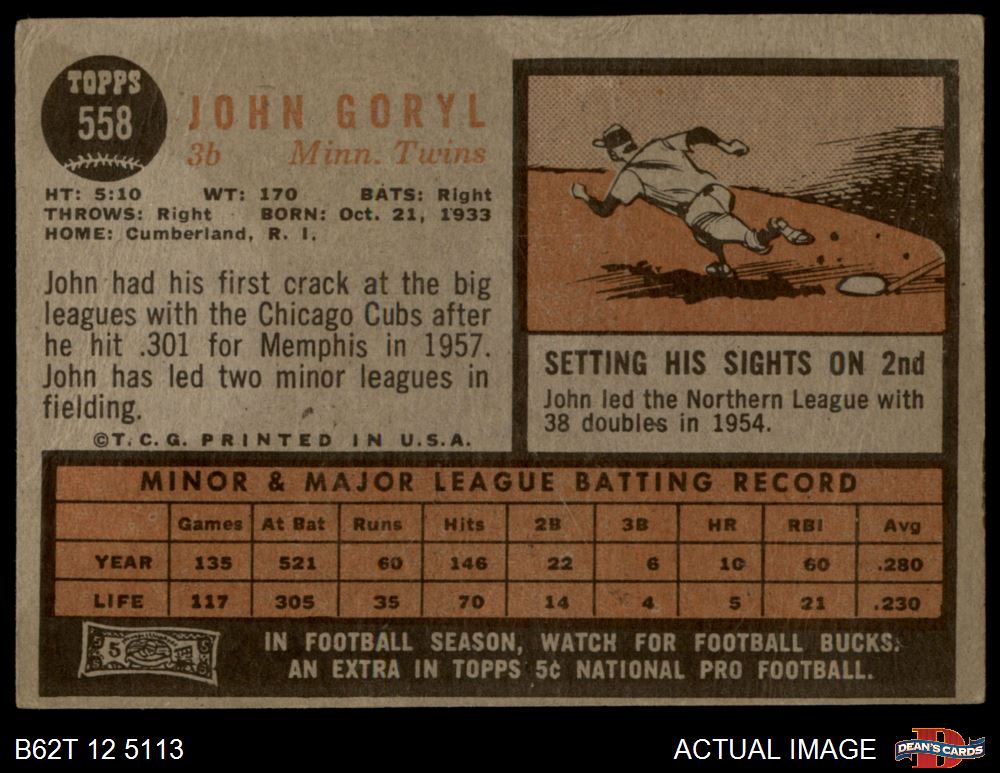 TOPPS
558
JOHN GORYL
3b Minn. Twins
HT: 5:10 WT: 170 BATS: Right
THROWS: Right BORN: Oct. 21, 1933
HOME: Cumberland, R. I.
John had his first crack at the big
leagues with the Chicago Cubs after
he hit .301 for Memphis in 1957.
John has led two minor leagues in
fielding.
©T. C. G. PRINTED IN U.S.A.
SETTING HIS SIGHTS ON 2nd
John led the Northern League with
38 doubles in 1954.
MINOR & MAJOR LEAGUE BATTING RECORD
Games At Bat Runs Hits 2B 3B HR RBI Avg
YEAR 135 521 60 146 22 6 10 60 .280
LIFE 117 305 35 70 14 4 5 21 .230
5
IN FOOTBALL SEASON, WATCH FOR FOOTBALL BUCKS:
AN EXTRA IN TOPPS 5¢ NATIONAL PRO FOOTBALL.
B62T 12 5113
ACTUAL IMAGE
D
DEAN'S CARDS